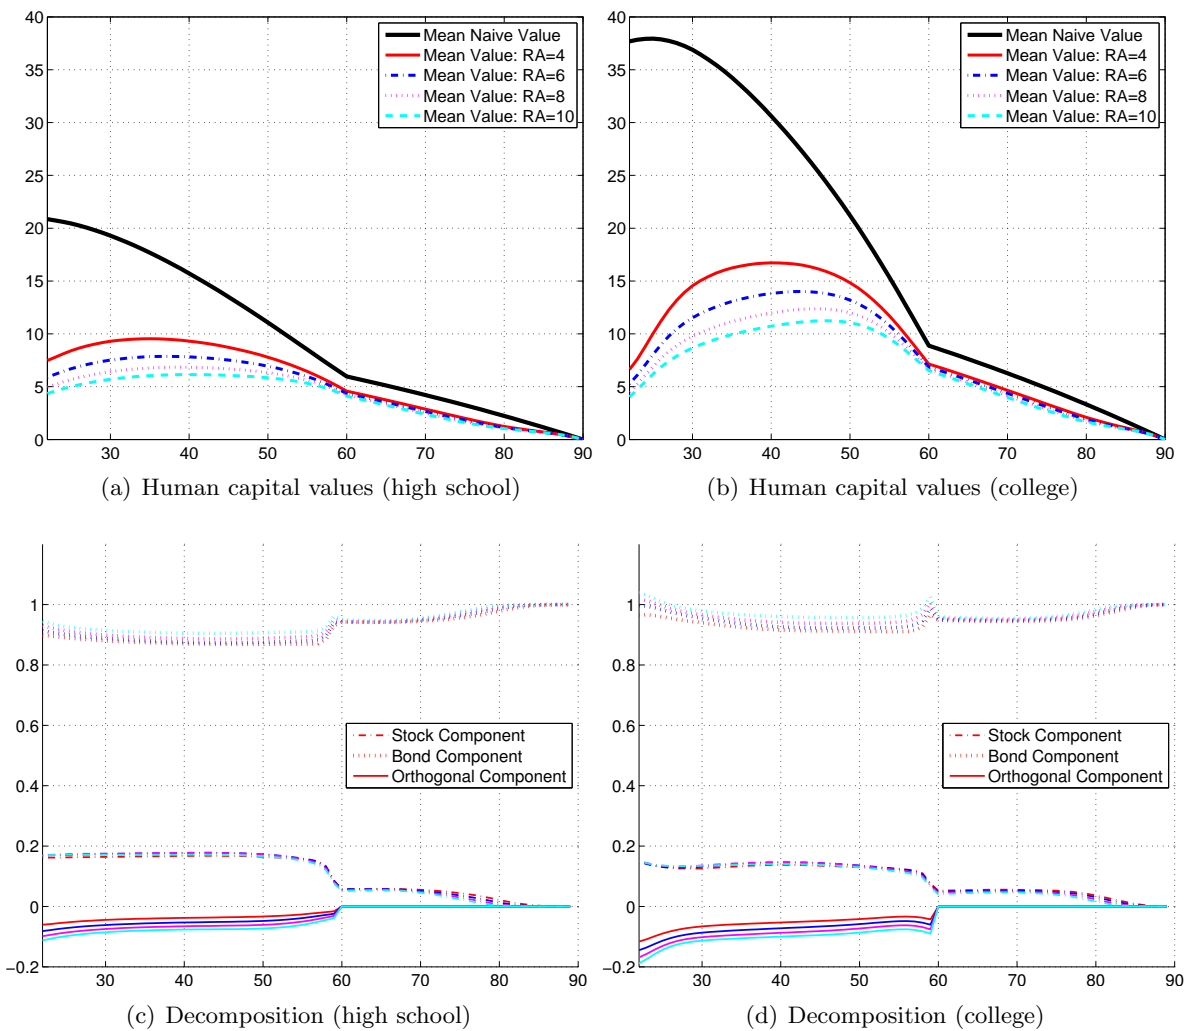 40
35
30
25
20
15
10
5
0
30 40 50 60 70 80 90
Mean Naive Value
Mean Value: RA=4
Mean Value: RA=6
Mean Value: RA=8
Mean Value: RA=10
(a) Human capital values (high school)
40
35
30
25
20
15
10
5
0
30 40 50 60 70 80 90
Mean Naive Value
Mean Value: RA=4
Mean Value: RA=6
Mean Value: RA=8
Mean Value: RA=10
(b) Human capital values (college)
1
0.8
0.6
0.4
0.2
0
−0.2
30 40 50 60 70 80 90
Stock Component
Bond Component
Orthogonal Component
(c) Decomposition (high school)
1
0.8
0.6
0.4
0.2
0
−0.2
30 40 50 60 70 80 90
Stock Component
Bond Component
Orthogonal Component
(d) Decomposition (college)